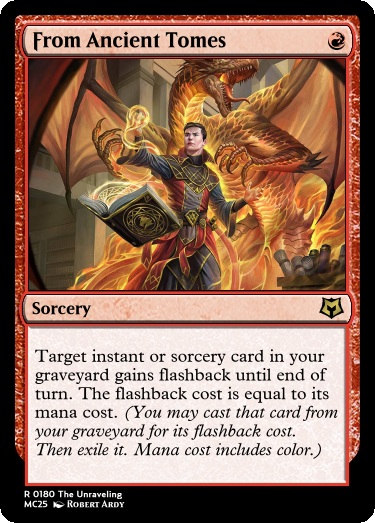 From Ancient Tomes
Sorcery
Target instant or sorcery card in your
graveyard gains flashback until end of
turn. The flashback cost is equal to its
mana cost. (You may cast that card from
your graveyard for its flashback cost.
Then exile it. Mana cost includes color.)
R 0180 The Unraveling
MC25 Robert Ardy